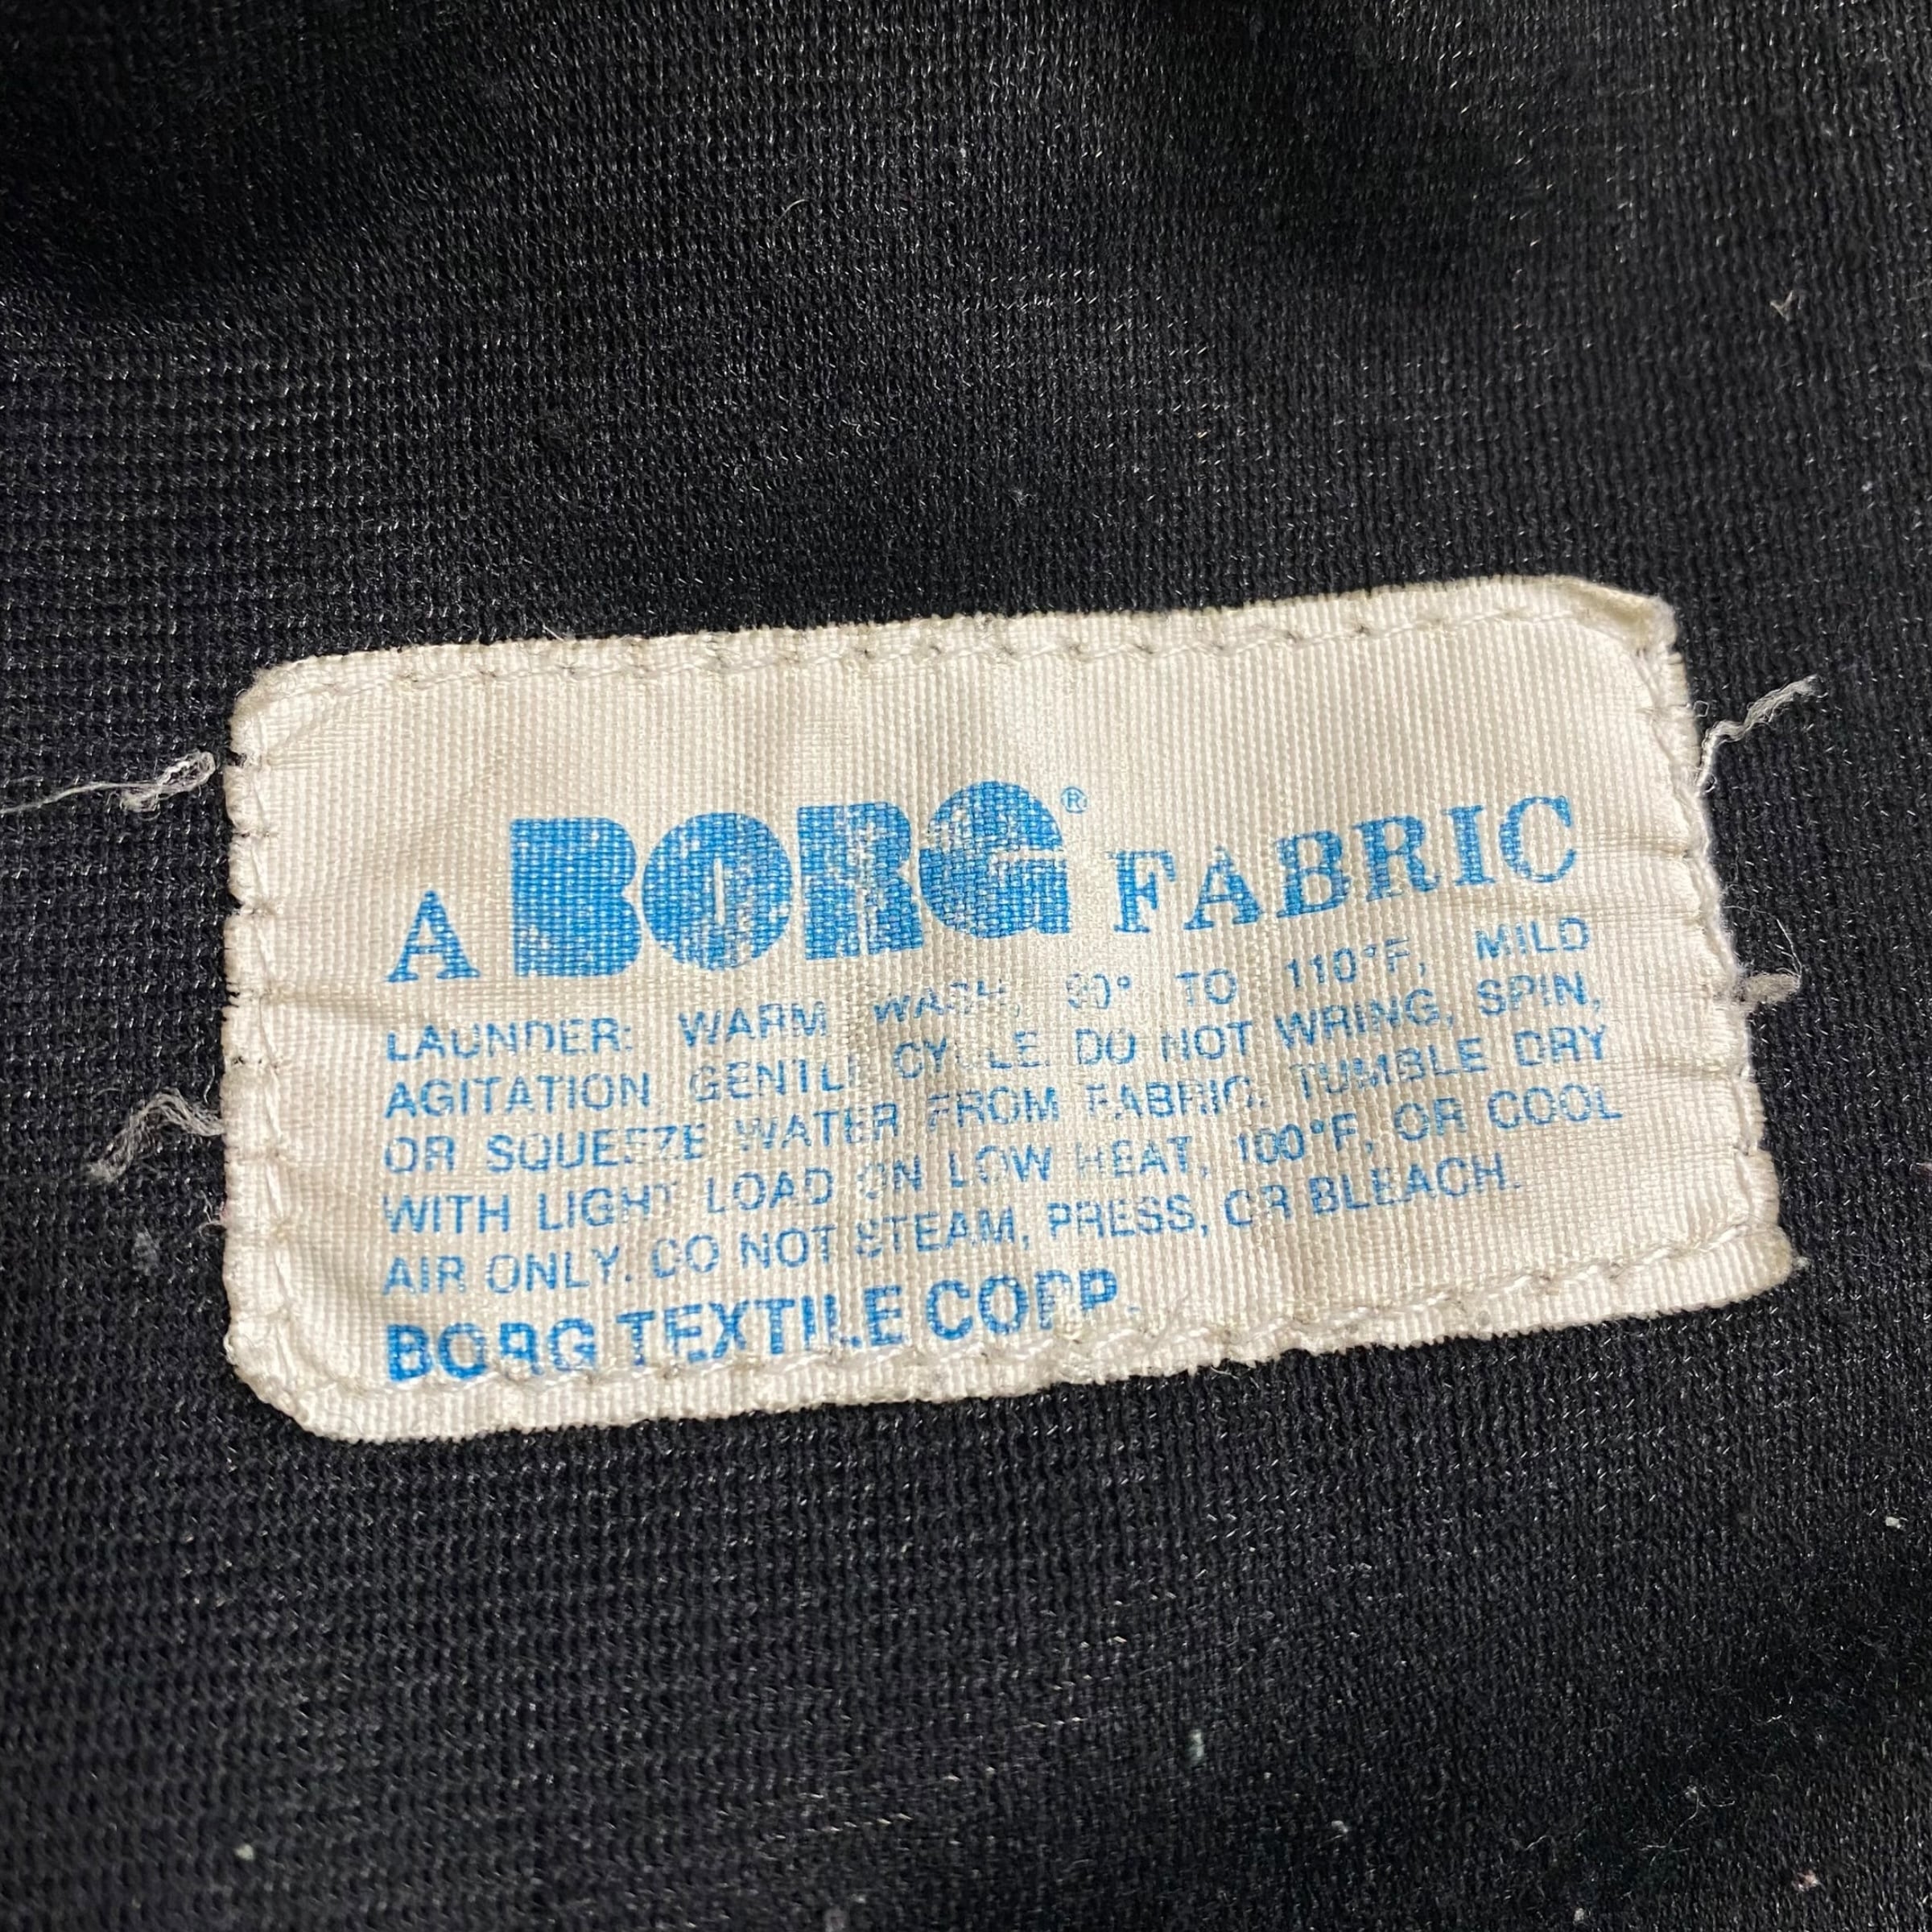 A BORG® FABRIC
LAUNDER: WARM WASH, 90° TO 110°F, MILD
AGITATION, GENTLE CYCLE. DO NOT WRING, SPIN,
OR SQUEEZE WATER FROM FABRIC. TUMBLE DRY
WITH LIGHT LOAD ON LOW HEAT, 100°F, OR COOL
AIR ONLY. DO NOT STEAM, PRESS, OR BLEACH.
BORG TEXTILE CORP.